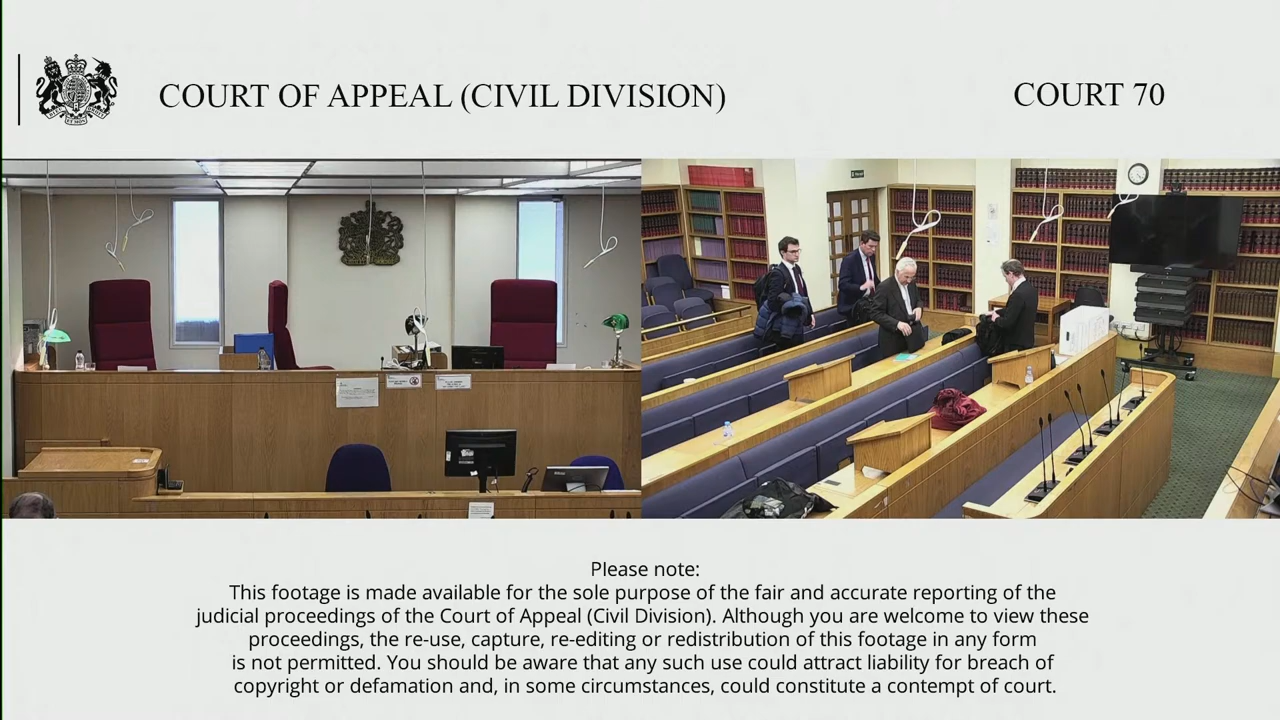 COURT OF APPEAL (CIVIL DIVISION)
COURT 70
Please note:
This footage is made available for the sole purpose of the fair and accurate reporting of the
judicial proceedings of the Court of Appeal (Civil Division). Although you are welcome to view these
proceedings, the re-use, capture, re-editing or redistribution of this footage in any form
is not permitted. You should be aware that any such use could attract liability for breach of
copyright or defamation and, in some circumstances, could constitute a contempt of court.